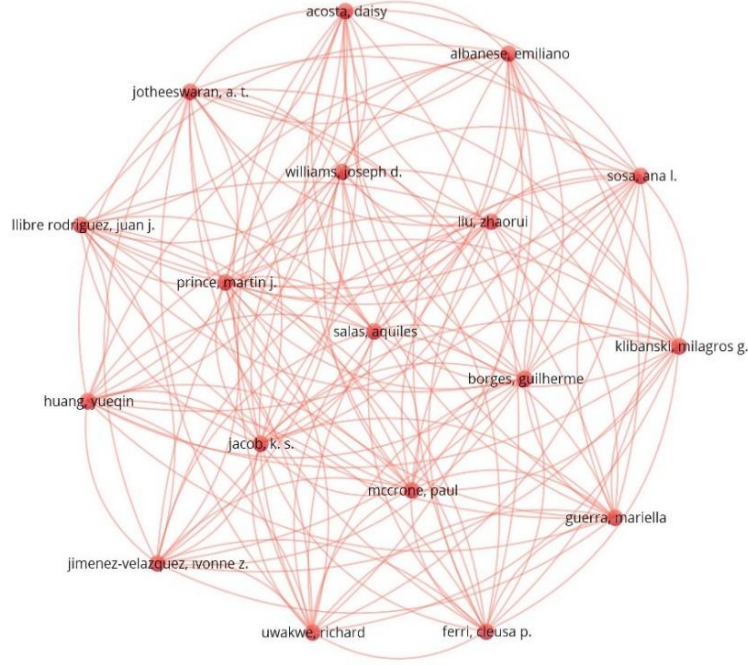 acosta, daisy
albanese, emiliano
jotheeswaran, a. t.
williams, joseph d.
sosa, ana l.
llibre rodriguez, juan j.
liu, zhaorui
prince, martin j.
salas, aquiles
klibanski, milagros g.
borges, guilherme
huang, yueqin
jacob, k. s.
mccrone, paul
guerra, mariella
jimenez-velazquez, ivonne z.
uwakwe, richard
ferri, cleusa p.